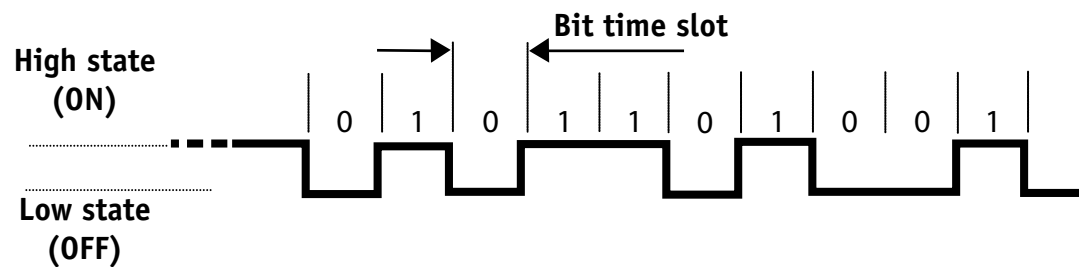 Bit time slot
High state
(ON)
0 1 0 1 1 0 1 0 0 1
Low state
(OFF)